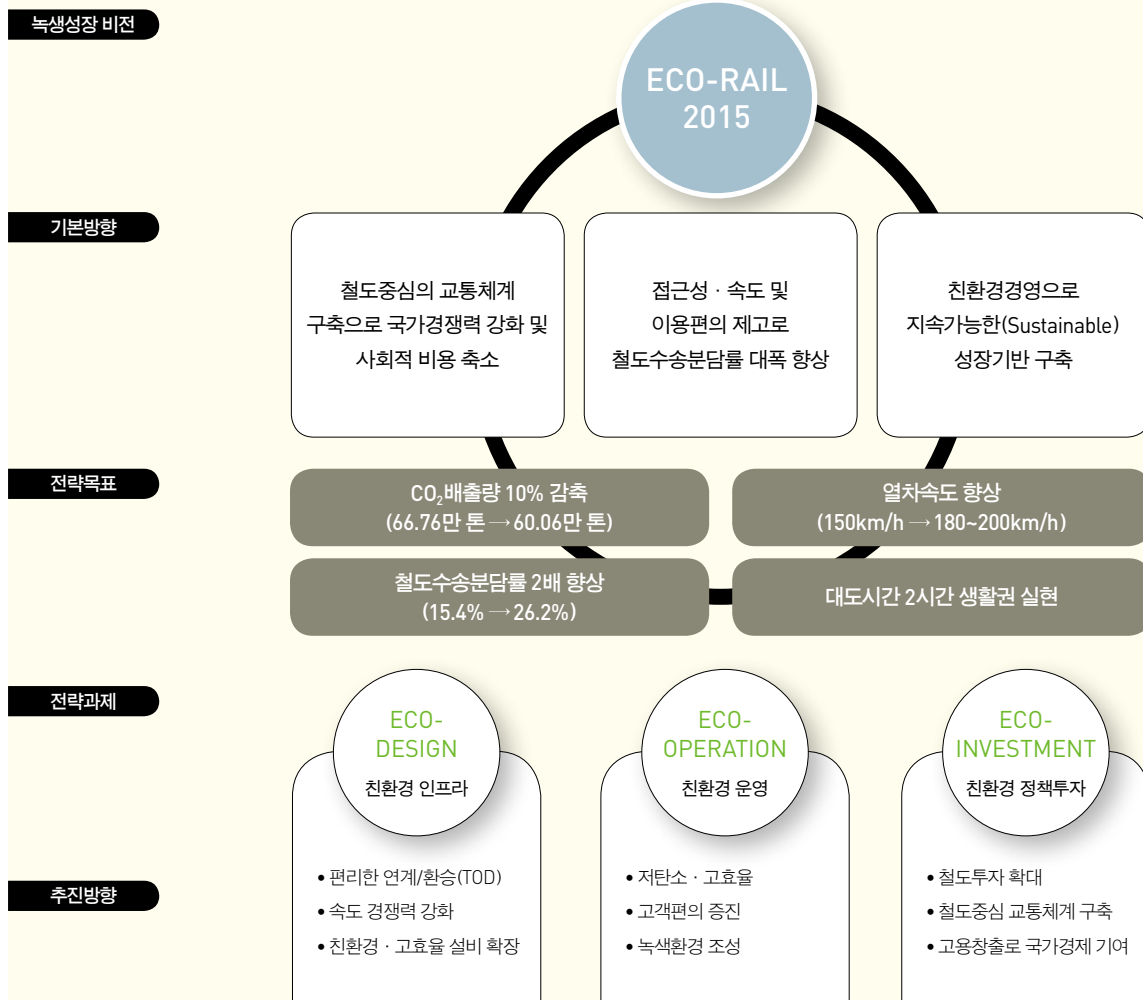 녹생성장 비전
ECO-RAIL
2015
기본방향
철도중심의 교통체계
구축으로 국가경쟁력 강화 및
사회적 비용 축소
접근성 · 속도 및
이용편의 제고로
철도수송분담률 대폭 향상
친환경경영으로
지속가능한(Sustainable)
성장기반 구축
전략목표
CO₂배출량 10% 감축
(66.76만 톤→60.06만 톤)
열차속도 향상
(150km/h → 180~200km/h)
철도수송분담률 2배 향상
(15.4% →26.2%)
대도시간 2시간 생활권 실현
전략과제
ECO-
DESIGN
친환경 인프라
ECO-
OPERATION
친환경 운영
ECO-
INVESTMENT
친환경 정책투자
추진방향
• 편리한 연계/환승(TOD)
• 속도 경쟁력 강화
• 친환경 · 고효율 설비 확장
• 저탄소 · 고효율
• 고객편의 증진
• 녹색환경 조성
• 철도투자 확대
• 철도중심 교통체계 구축
• 고용창출로 국가경제 기여